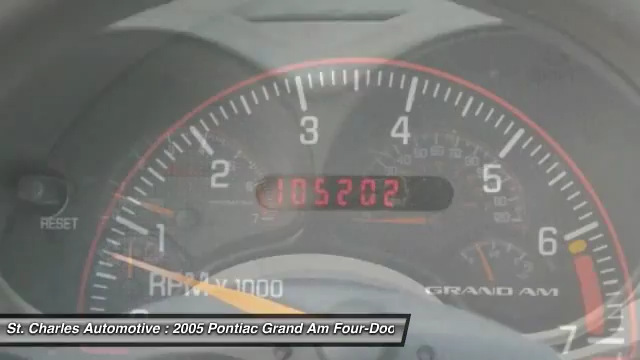 3
4
2
105202
5
RESET
1
6
RPM X 1000
GRAND AM
7
St. Charles Automotive : 2005 Pontiac Grand Am Four-Doo